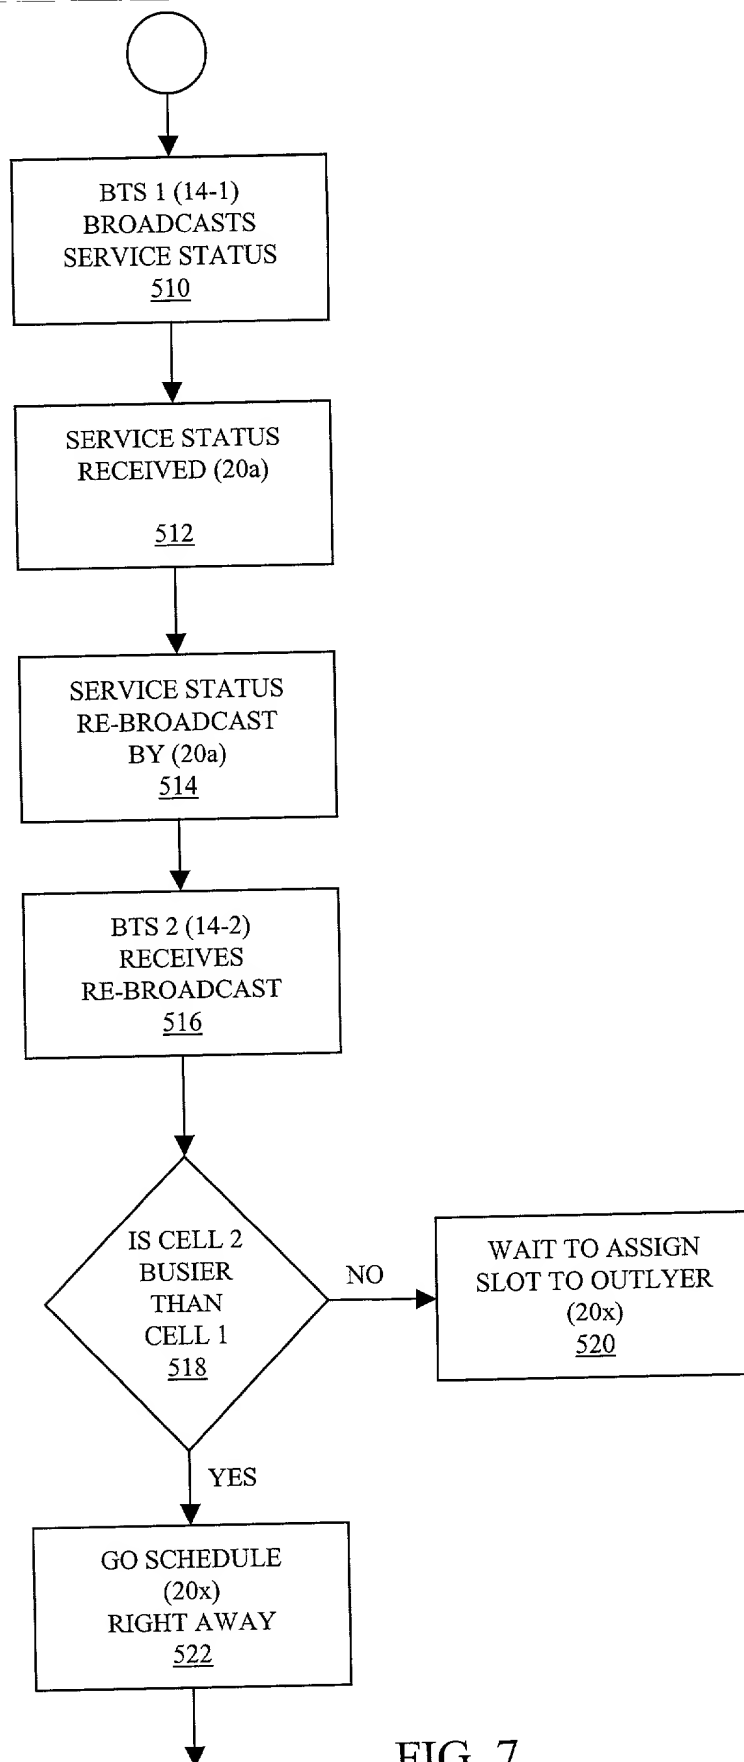 BTS 1 (14-1)
BROADCASTS
SERVICE STATUS
510
SERVICE STATUS
RECEIVED (20a)
512
SERVICE STATUS
RE-BROADCAST
BY (20a)
514
BTS 2 (14-2)
RECEIVES
RE-BROADCAST
516
IS CELL 2
BUSIER
THAN
CELL 1
518
NO
WAIT TO ASSIGN
SLOT TO OUTLYER
(20x)
520
YES
GO SCHEDULE
(20x)
RIGHT AWAY
522
FIG. 7